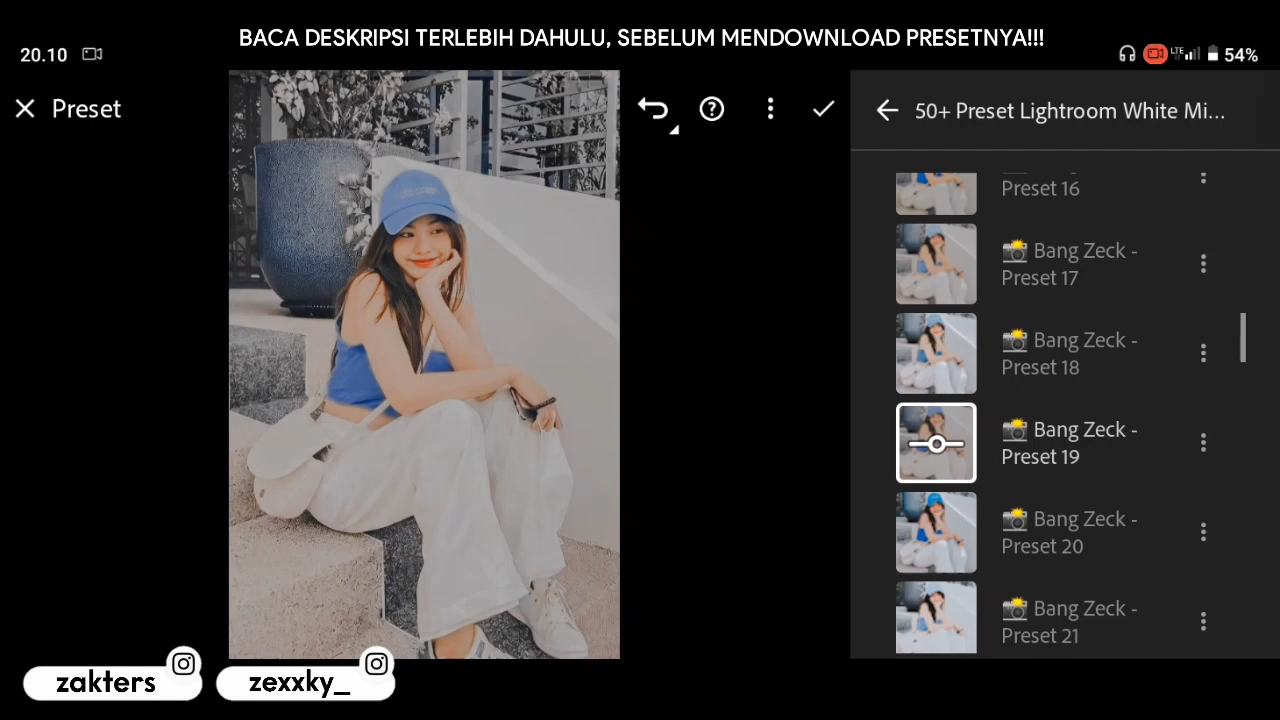 BACA DESKRIPSI TERLEBIH DAHULU, SEBELUM MENDOWNLOAD PRESETNYA!!!
20.10
LTE
54%
Preset
50+ Preset Lightroom White Mi...
Preset 16
Bang Zeck -
Preset 17
Bang Zeck -
Preset 18
Bang Zeck -
Preset 19
Bang Zeck -
Preset 20
Bang Zeck -
Preset 21
zakters
zexxky_